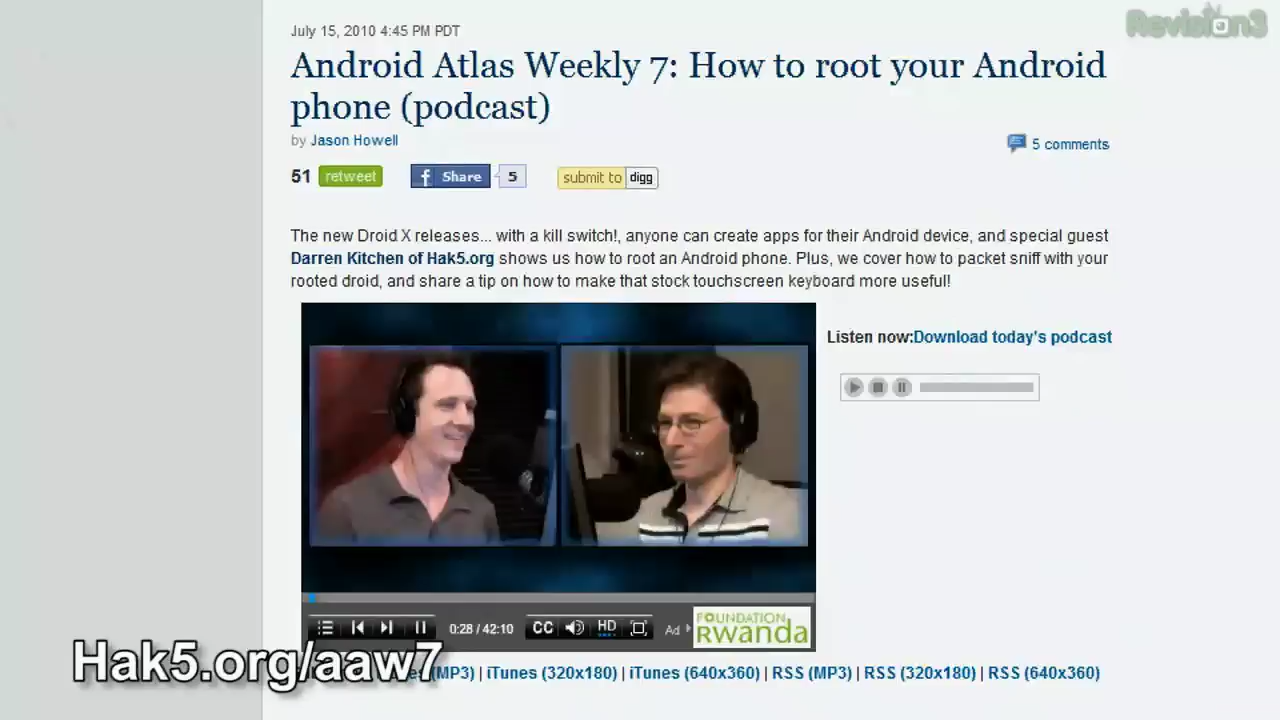 Revision3
July 15, 2010 4:45 PM PDT
Android Atlas Weekly 7: How to root your Android
phone (podcast)
by Jason Howell
5 comments
51 retweet
f Share 5
submit to digg
The new Droid X releases... with a kill switch!, anyone can create apps for their Android device, and special guest
Darren Kitchen of Hak5.org shows us how to root an Android phone. Plus, we cover how to packet sniff with your
rooted droid, and share a tip on how to make that stock touchscreen keyboard more useful!
Listen now:Download today's podcast
0:28 / 42:10
CC
HD
Ad
FOUNDATION
Rwanda
Hak5.org/aaw7
(MP3) | iTunes (320x180) | iTunes (640x360) | RSS (MP3) | RSS (320x180) | RSS (640x360)